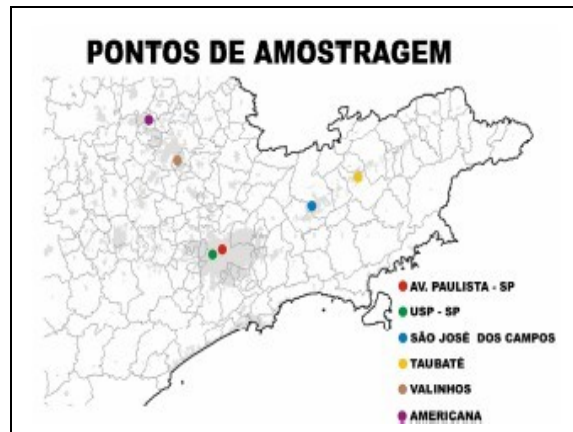 PONTOS DE AMOSTRAGEM
AV. PAULISTA - SP
USP - SP
SÃO JOSÉ DOS CAMPOS
TAUBATÉ
VALINHOS
AMERICANA